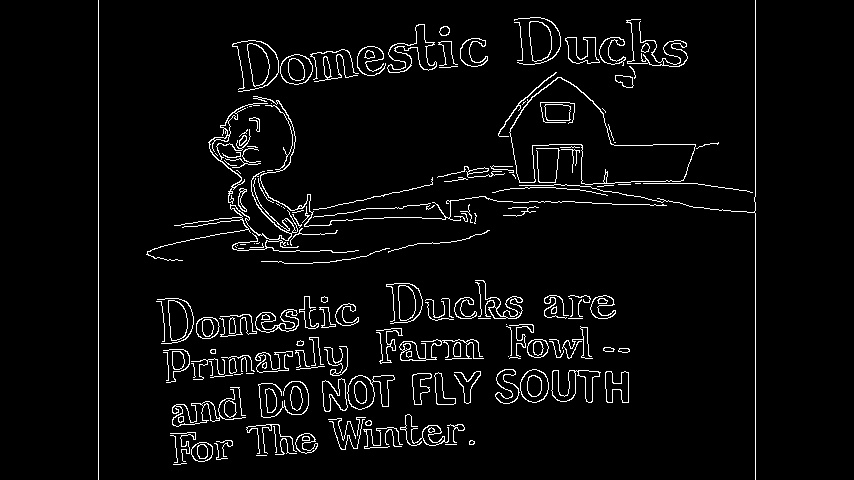 Domestic Ducks
Domestic Ducks are
Primarily Farm Fowl --
and DO NOT FLY SOUTH
For The Winter.